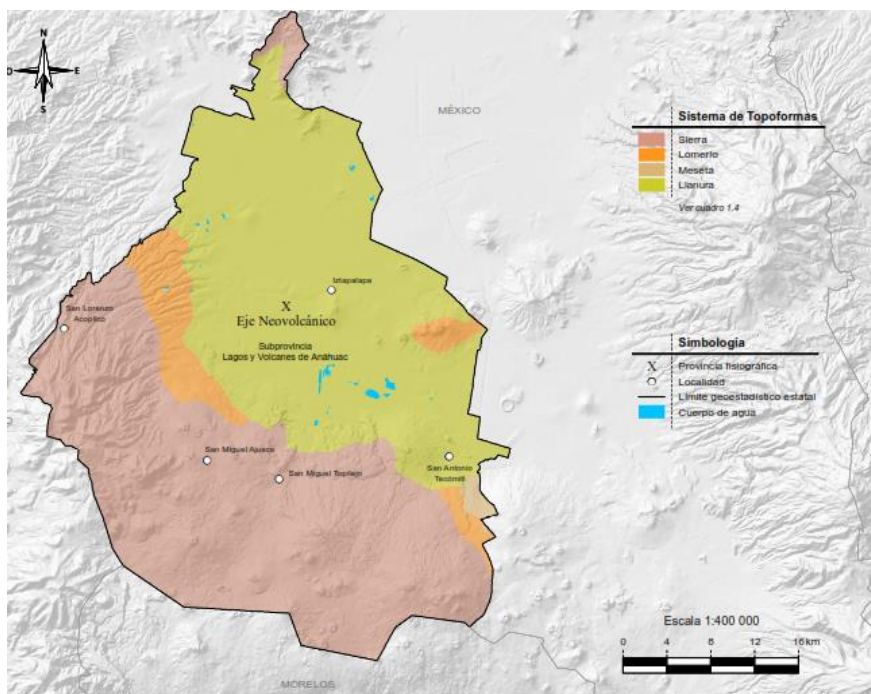 N
O
E
S
MÉXICO
Sistema de Topoformas
Sierra
Lomerío
Meseta
Llanura
Ver cuadro 1.4
Iztapalapa
X
Eje Neovolcánico
San Lorenzo
Acopilco
Subprovincia
Lagos y Volcanes de Anáhuac
Simbología
X Provincia fisiográfica
Localidad
Límite geoestadístico estatal
Cuerpo de agua
San Miguel Ajusco
San Miguel Topilejo
San Antonio
Tecómitl
Escala 1:400 000
0 4 8 12 16 km
MORELOS